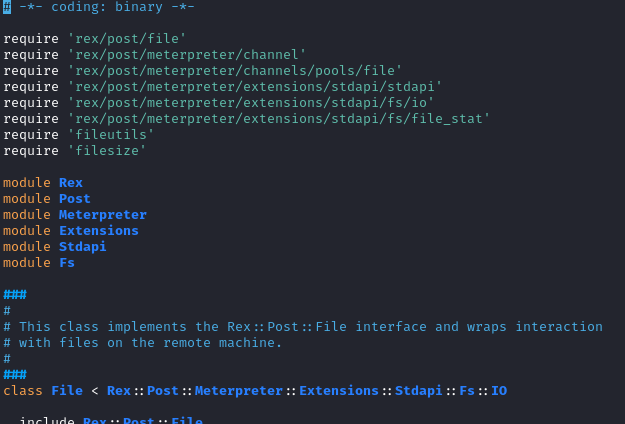 # -*- coding: binary -*-
require 'rex/post/file'
require 'rex/post/meterpreter/channel'
require 'rex/post/meterpreter/channels/pools/file'
require 'rex/post/meterpreter/extensions/stdapi/stdapi'
require 'rex/post/meterpreter/extensions/stdapi/fs/io'
require 'rex/post/meterpreter/extensions/stdapi/fs/file_stat'
require 'fileutils'
require 'filesize'
module Rex
module Post
module Meterpreter
module Extensions
module Stdapi
module Fs
###
#
# This class implements the Rex::Post::File interface and wraps interaction
# with files on the remote machine.
#
###
class File < Rex::Post::Meterpreter::Extensions::Stdapi::Fs::IO
include Rex::Post::File